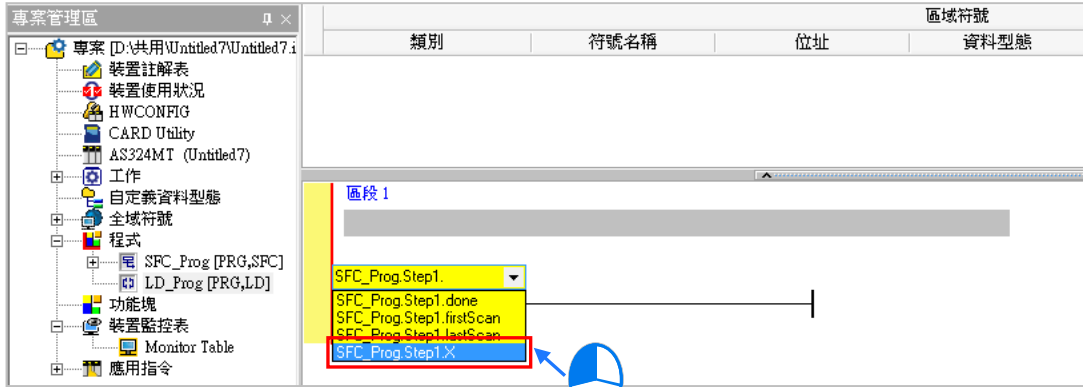 專案管理區
專案 [D:\共用\Untitled7\Untitled7.i
裝置註解表
裝置使用狀況
HWCONFIG
CARD Utility
AS324MT (Untitled7)
工作
自定義資料型態
全域符號
程式
SFC_Prog [PRG,SFC]
LD_Prog [PRG,LD]
功能塊
裝置監控表
Monitor Table
應用指令
區域符號
類別 符號名稱 位址 資料型態
區段 1
SFC_Prog.Step1.
SFC_Prog.Step1.done
SFC_Prog.Step1.firstScan
SFC_Prog.Step1.lastScan
SFC_Prog.Step1.X